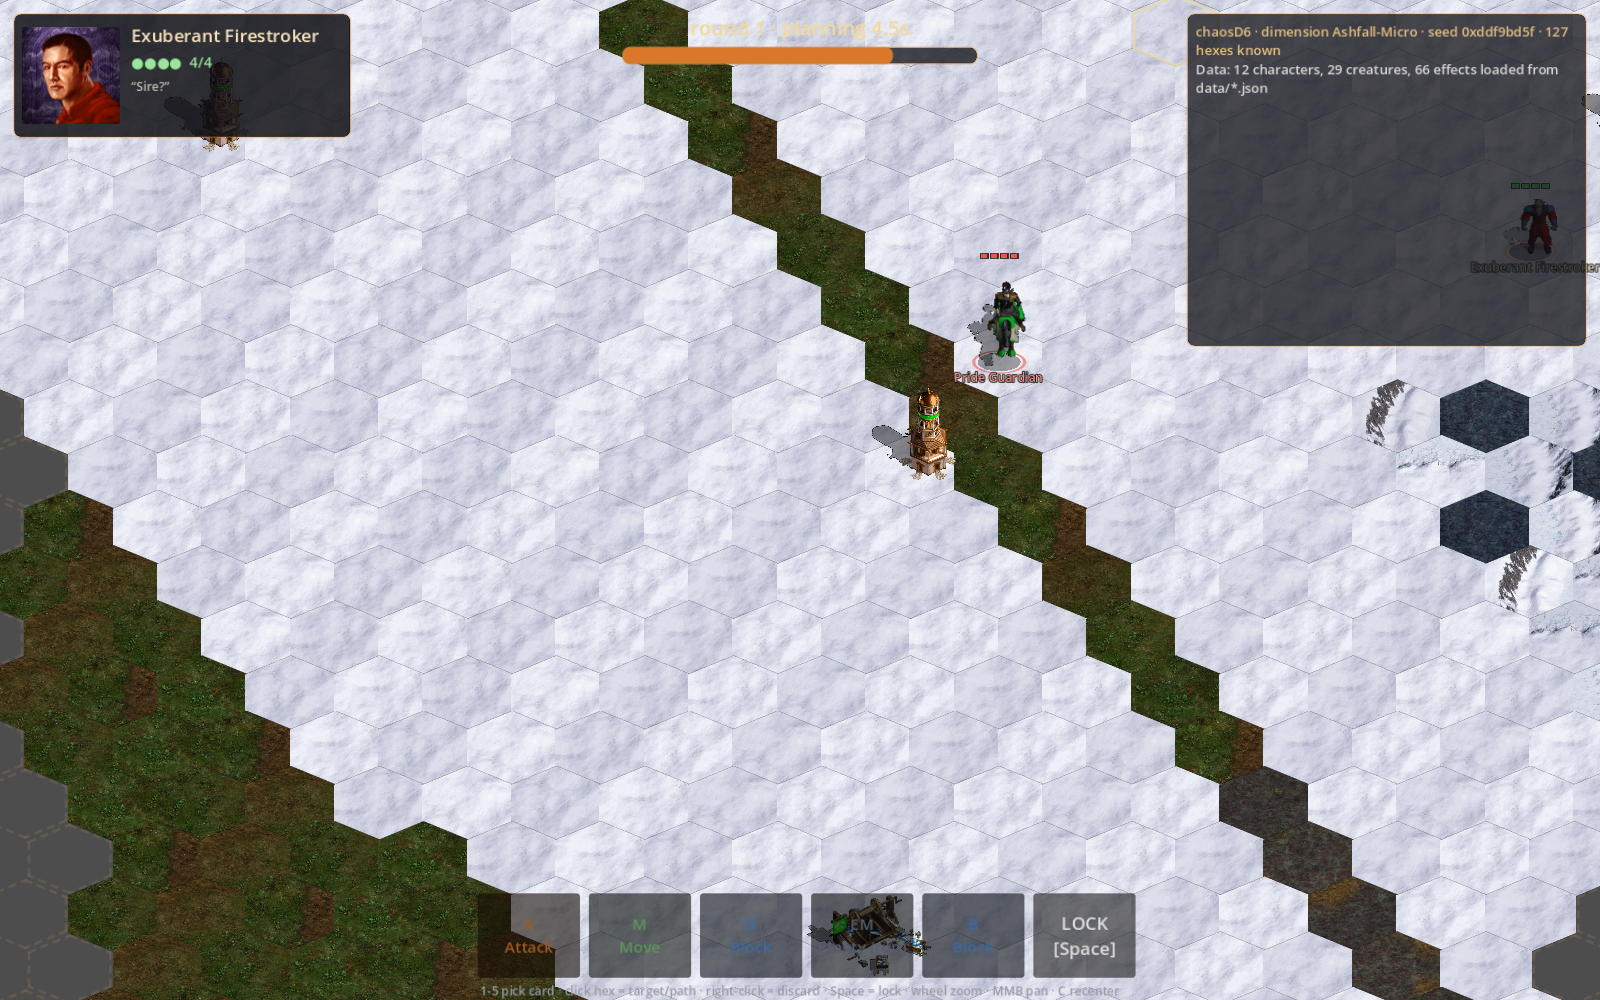 Exuberant Firestroker
4/4
“Sire?”
round 1 · planning 4.5s
chaosD6 · dimension Ashfall-Micro · seed 0xddf9bd5f · 127
hexes known
Data: 12 characters, 29 creatures, 66 effects loaded from
data/*.json
Exuberant Firestroker
Pride Guardian
A
Attack
M
Move
B
Block
EM
B
Block
LOCK
[Space]
1-5 pick card · click hex = target/path · right-click = discard · Space = lock · wheel zoom · MMB pan · C recenter